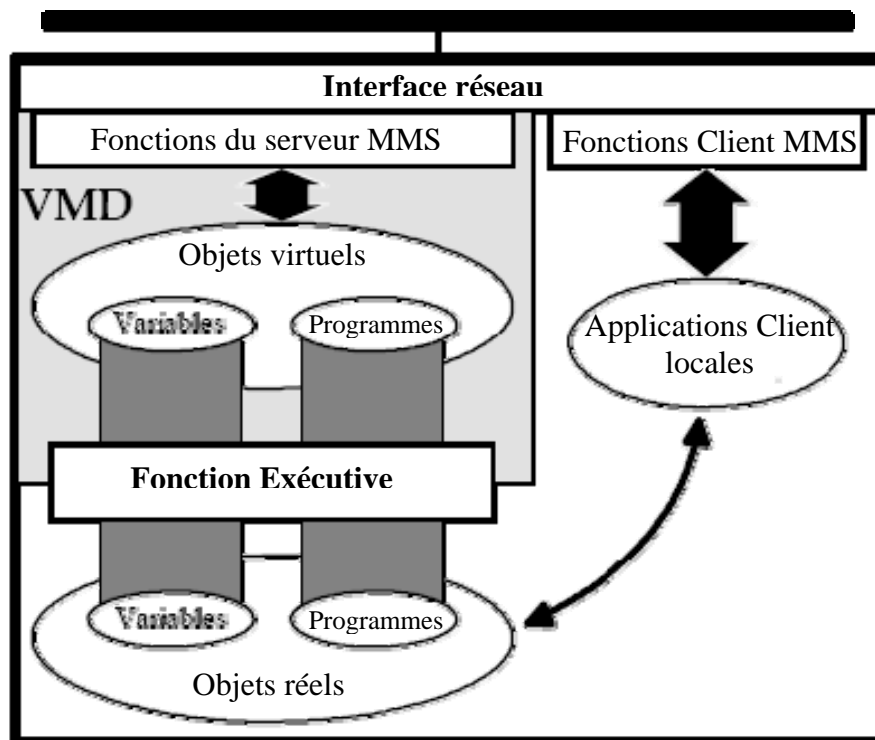 Interface réseau
Fonctions du serveur MMS
Fonctions Client MMS
VMD
Objets virtuels
Variables
Programmes
Applications Client
locales
Fonction Exécutive
Variables
Programmes
Objets réels